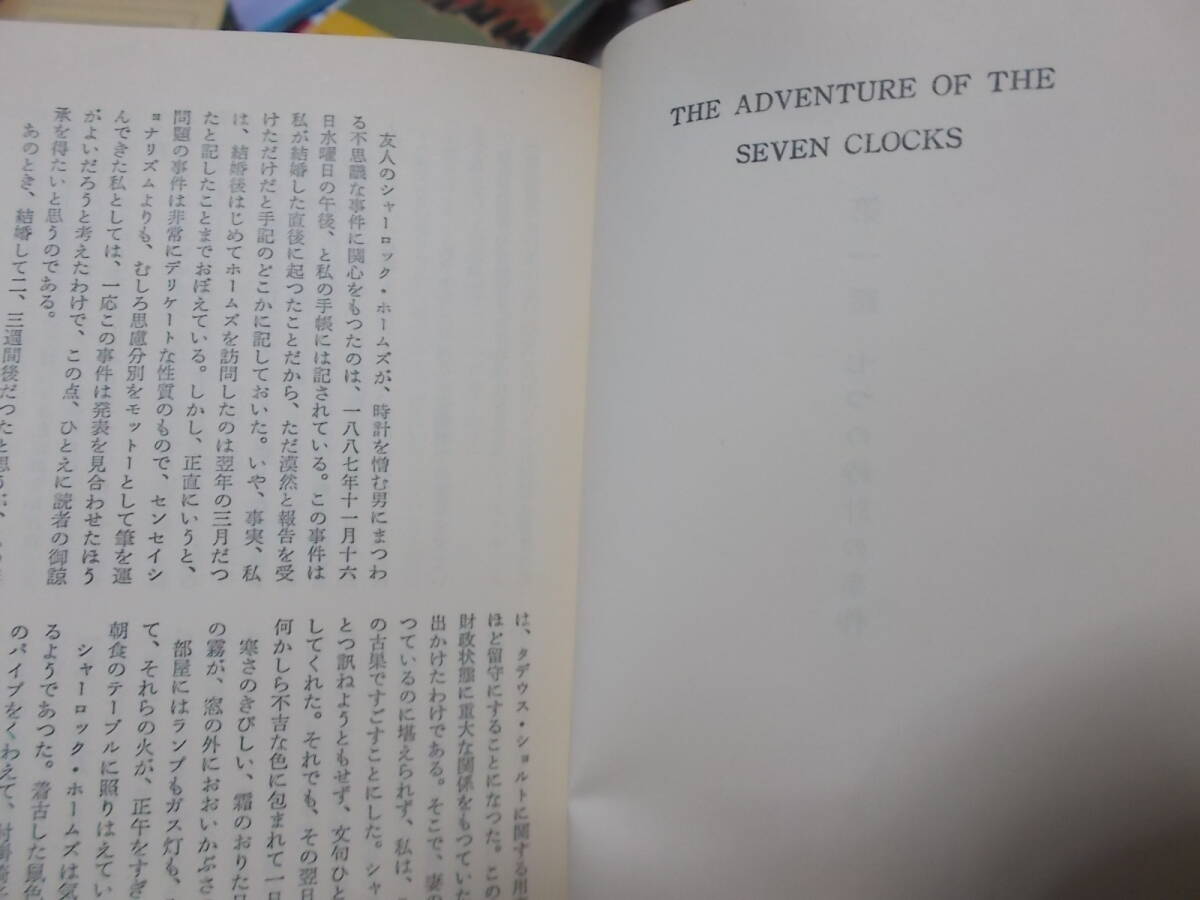 THE ADVENTURE OF THE
SEVEN CLOCKS
友人のシャーロック・ホームズが、時計を憎む男にまつわ
る不思議な事件に関心をもつたのは、一八八七年十一月十六
日水曜日の午後、と私の手帳には記されている。この事件は
私が結婚した直後に起つたことだから、ただ漠然と報告を受
けただけだと手記のどこかに記しておいた。いや、事実、私
は、結婚後はじめてホームズを訪問したのは翌年の三月だつ
たと記したことまでおぼえている。しかし、正直にいうと、
問題の事件は非常にデリケートな性質のもので、センセイシ
ョナリズムよりも、むしろ思慮分別をモットーとして筆を運
んできた私としては、一応この事件は発表を見合わせたほう
がよいだろうと考えたわけで、この点、ひとえに読者の御諒
承を得たいと思うのである。
あのとき、結婚して二、三週間後だつたと思うが、
は、タデウス・ショルトに関する用
ほど留守にすることになつた。この
財政状態に重大な関係をもつていた
出かけたわけである。そこで、妻の
つているのに堪えられず、私は、
の古巣ですごすことにした。シャ
とつ訊ねようともせず、文句ひと
してくれた。それでも、その翌日
何かしら不吉な色に包まれて一日
寒さのきびしい、霜のおりた日
の霧が、窓の外におおいかぶさ
部屋にはランプもガス灯も、
て、それらの火が、正午をすぎ
朝食のテーブルに照りはえてい
シャーロック・ホームズは気
るようであつた。着古した鼠色
のパイプをくわえて、